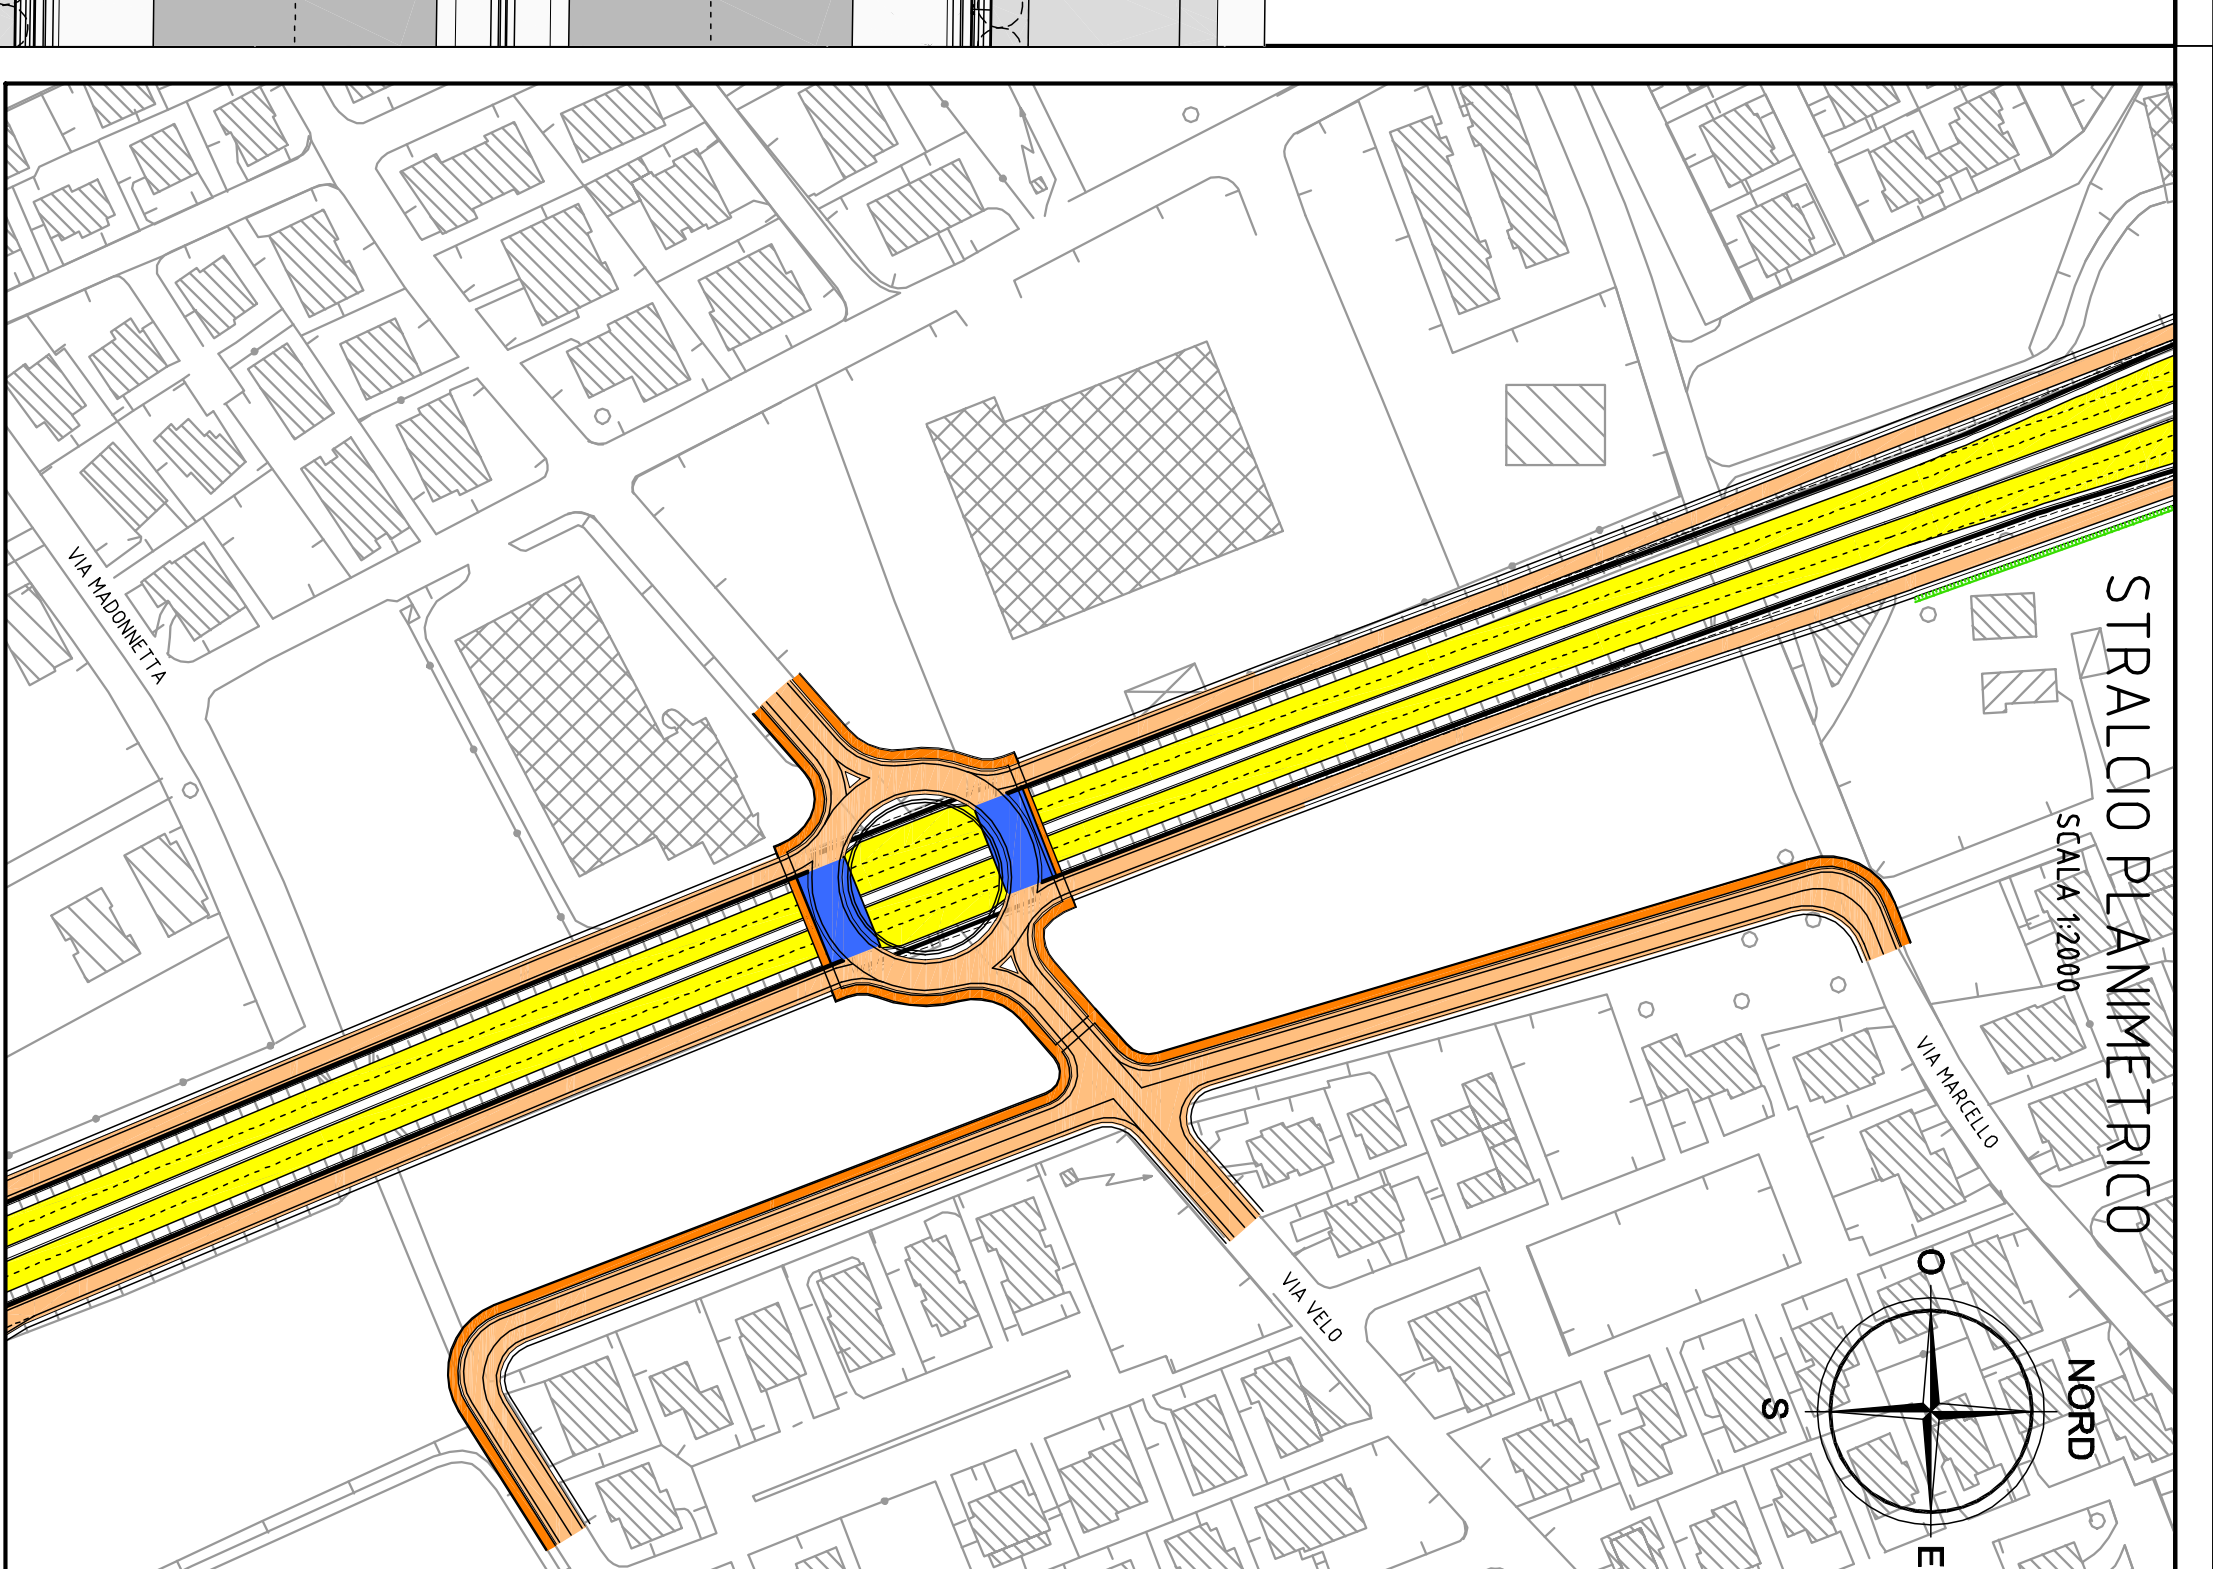 STRALCIO PLANIMETRICO
SCALA 1:2000
VIA MADONNETTA
VIA MARCELLO
VIA VELO
NORD
O
S
E